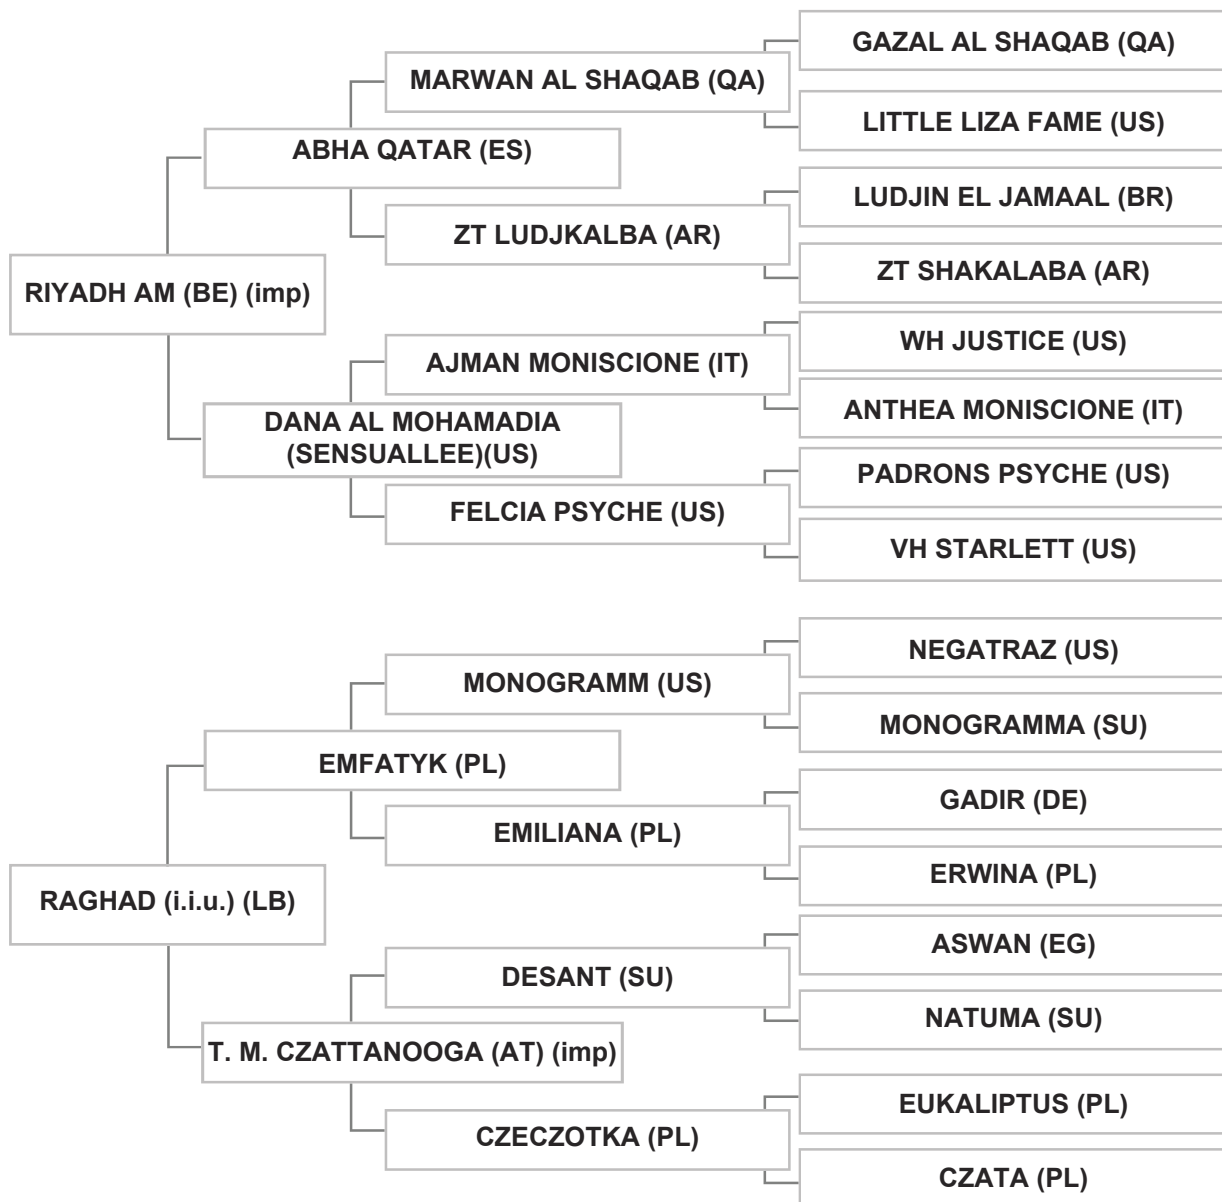 GAZAL AL SHAQAB (QA)
MARWAN AL SHAQAB (QA)
LITTLE LIZA FAME (US)
ABHA QATAR (ES)
LUDJIN EL JAMAAL (BR)
ZT LUDJKALBA (AR)
ZT SHAKALABA (AR)
RIYADH AM (BE) (imp)
WH JUSTICE (US)
AJMAN MONISCIONE (IT)
ANTHEA MONISCIONE (IT)
DANA AL MOHAMADIA
(SENSUALLEE)(US)
PADRONS PSYCHE (US)
FELCIA PSYCHE (US)
VH STARLETT (US)
NEGATRAZ (US)
MONOGRAMM (US)
MONOGRAMMA (SU)
EMFATYK (PL)
GADIR (DE)
EMILIANA (PL)
ERWINA (PL)
RAGHAD (i.i.u.) (LB)
ASWAN (EG)
DESANT (SU)
NATUMA (SU)
T. M. CZATTANOOGA (AT) (imp)
EUKALIPTUS (PL)
CZECZOTKA (PL)
CZATA (PL)